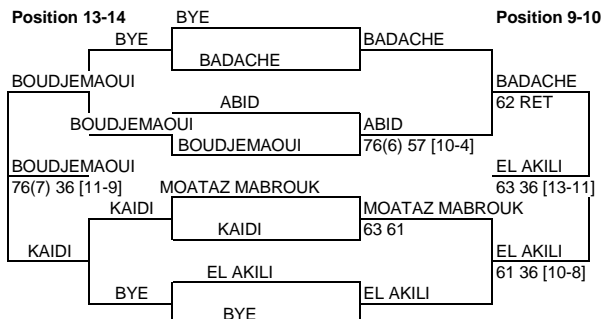 Position 13-14 BYE Position 9-10
BYE BADACHE
BADACHE
BOUDJEMAOUI BADACHE
ABID 62 RET
BOUDJEMAOUI ABID
BOUDJEMAOUI 76(6) 57 [10-4]
BOUDJEMAOUI EL AKILI
76(7) 36 [11-9] MOATAZ MABROUK 63 36 [13-11]
KAIDI MOATAZ MABROUK
KAIDI 63 61
KAIDI EL AKILI
EL AKILI 61 36 [10-8]
BYE EL AKILI
BYE